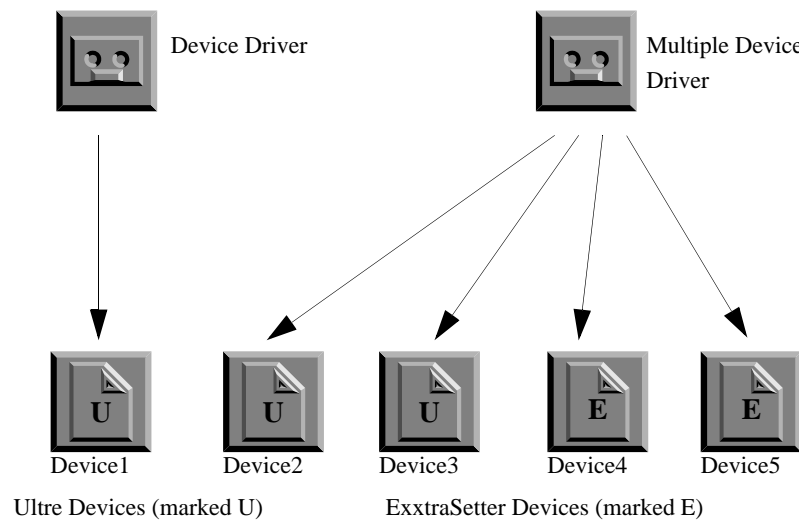 Device Driver
Multiple Device
Driver
U
U
U
E
E
Device1
Device2
Device3
Device4
Device5
Ultre Devices (marked U)
ExxtraSetter Devices (marked E)